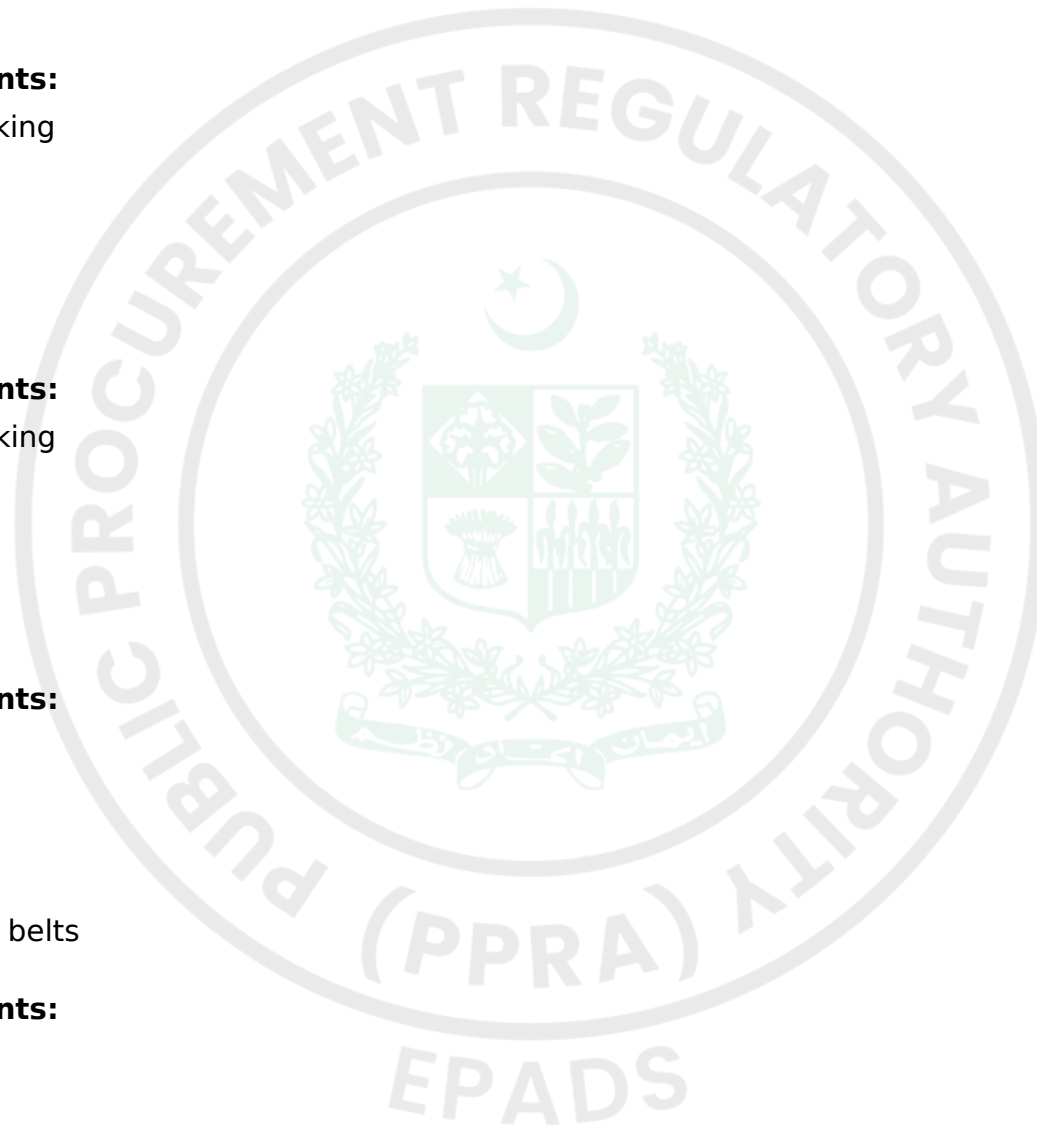 nts:
king
nts:
king
nts:
belts
nts:
PUBLIC PROCUREMENT REGULATORY AUTHORITY
(PPRA)
EPADS